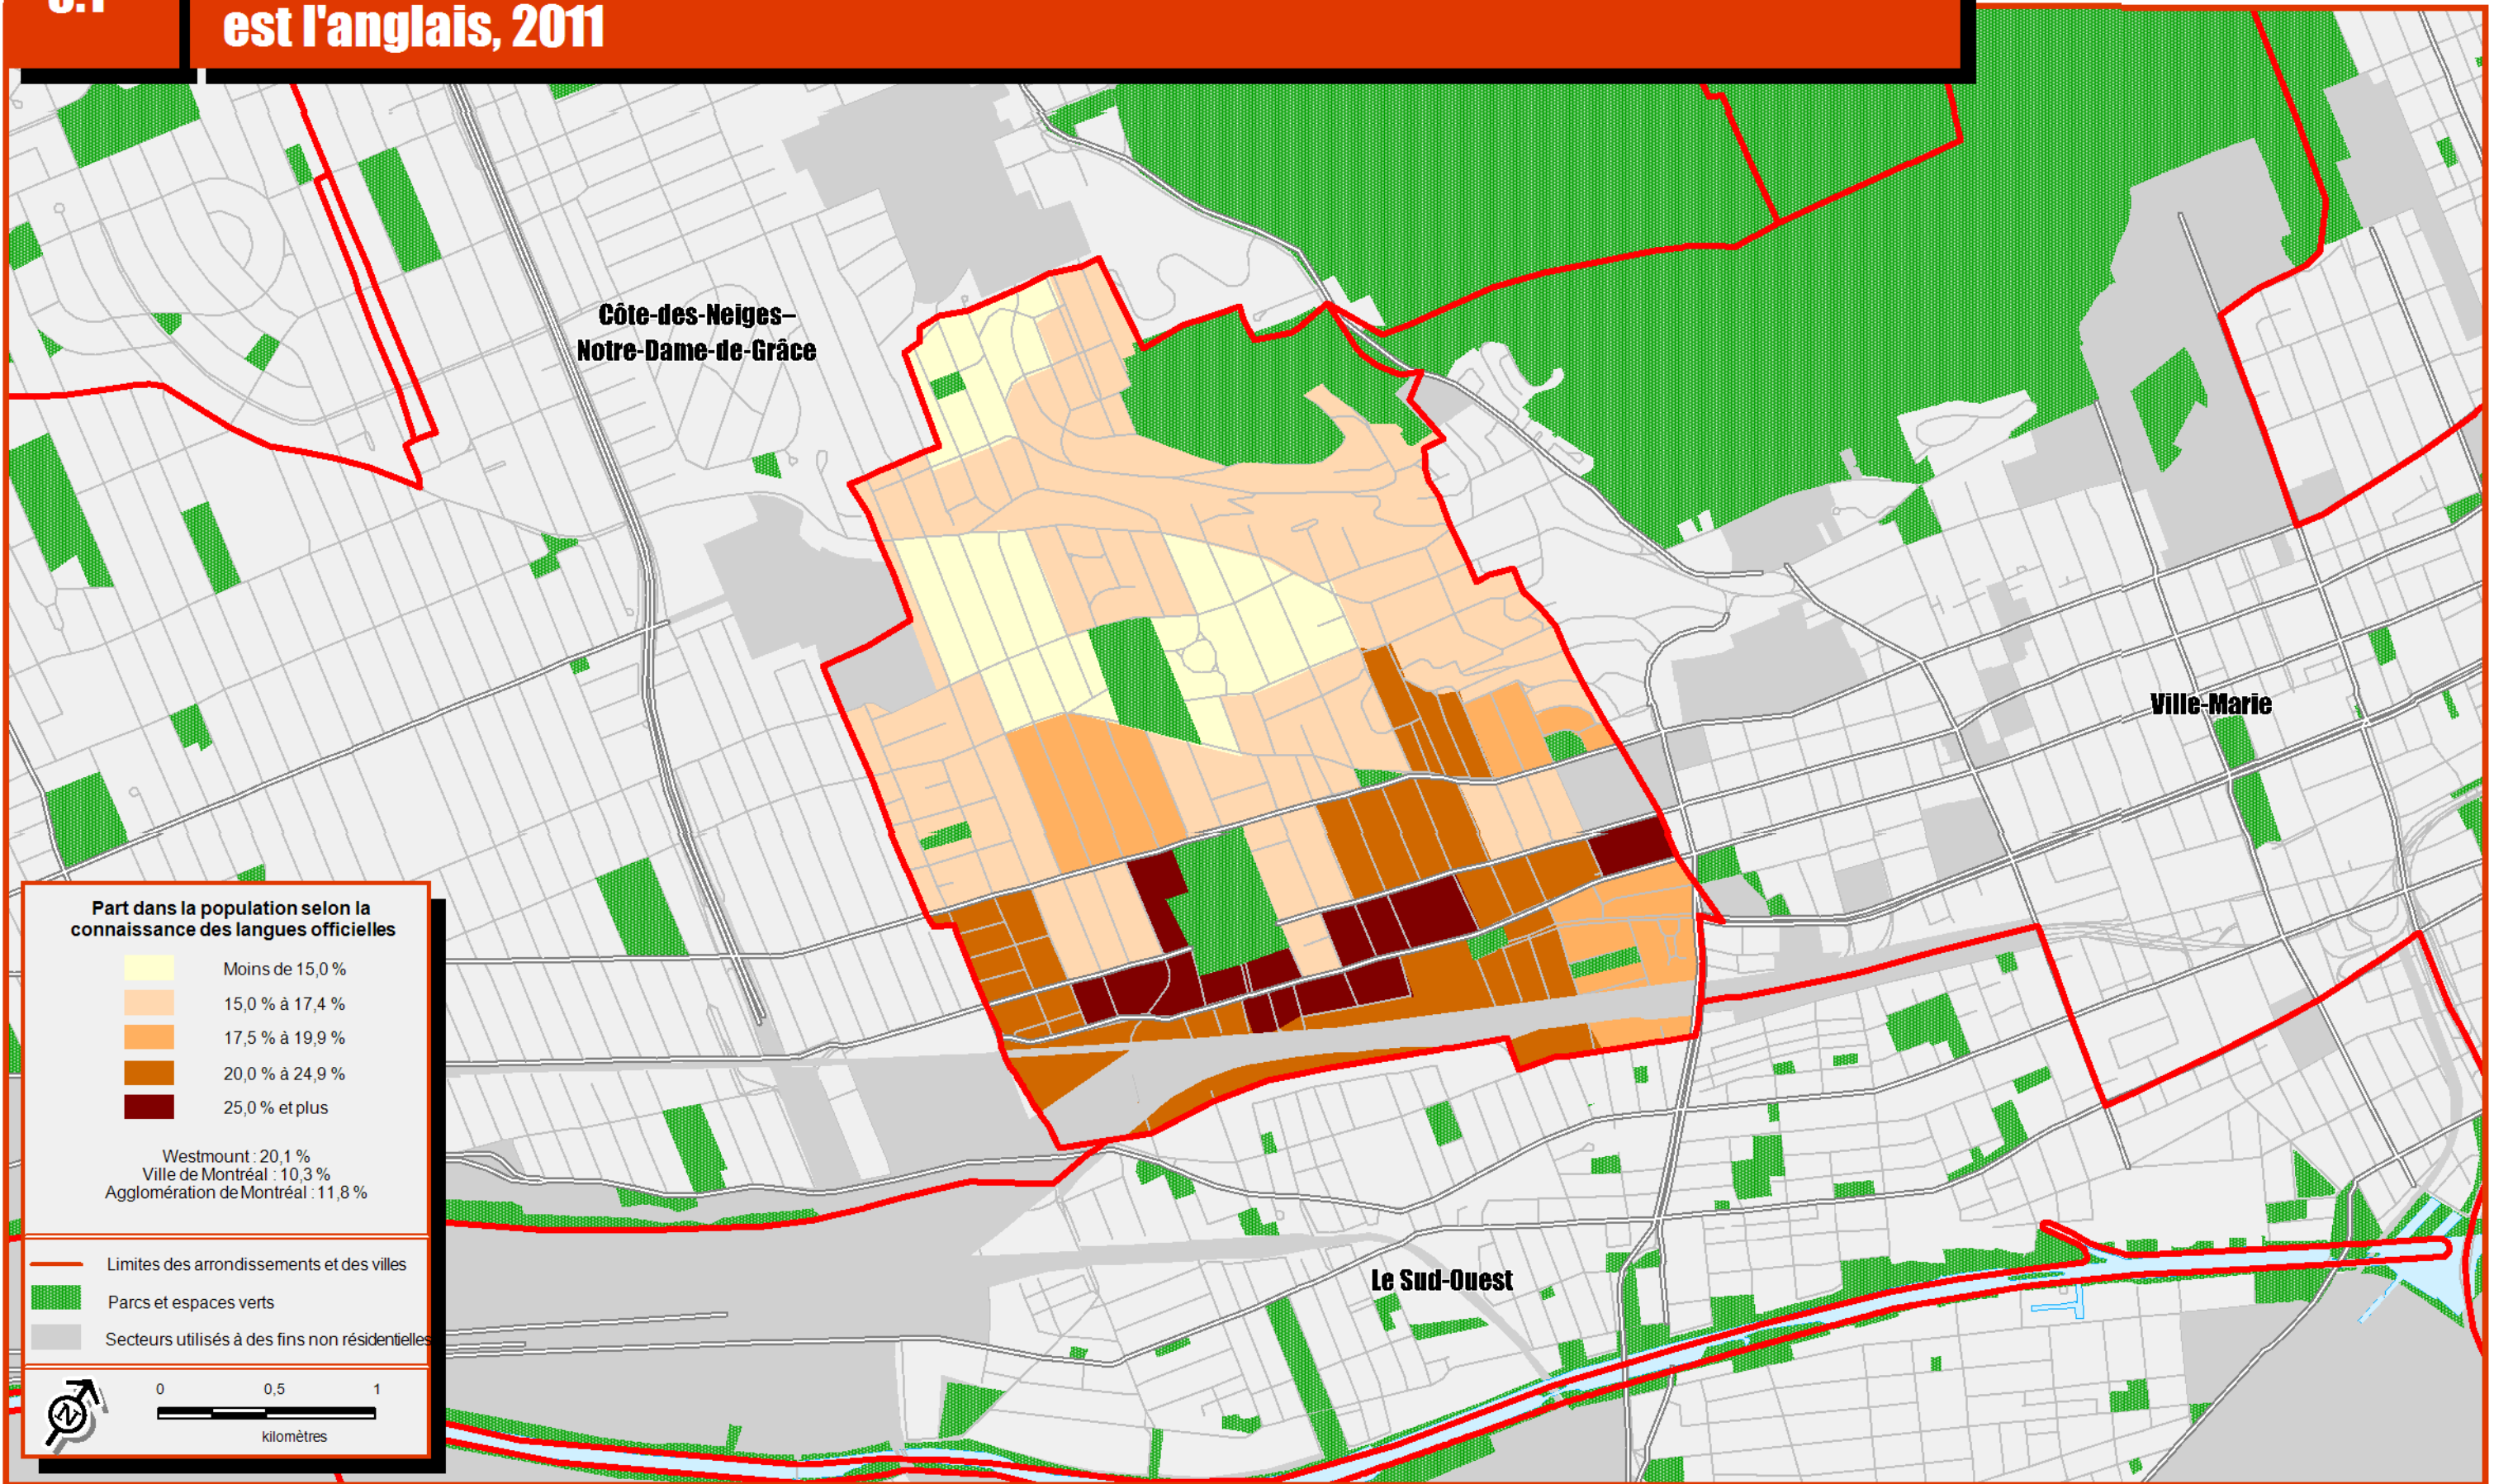 est l'anglais, 2011
Côte-des-Neiges–
Notre-Dame-de-Grâce
Ville-Marie
Le Sud-Ouest
Part dans la population selon la
connaissance des langues officielles
Moins de 15,0 %
15,0 % à 17,4 %
17,5 % à 19,9 %
20,0 % à 24,9 %
25,0 % et plus
Westmount : 20,1 %
Ville de Montréal : 10,3 %
Agglomération de Montréal : 11,8 %
Limites des arrondissements et des villes
Parcs et espaces verts
Secteurs utilisés à des fins non résidentielles
N
0 0,5 1
kilomètres